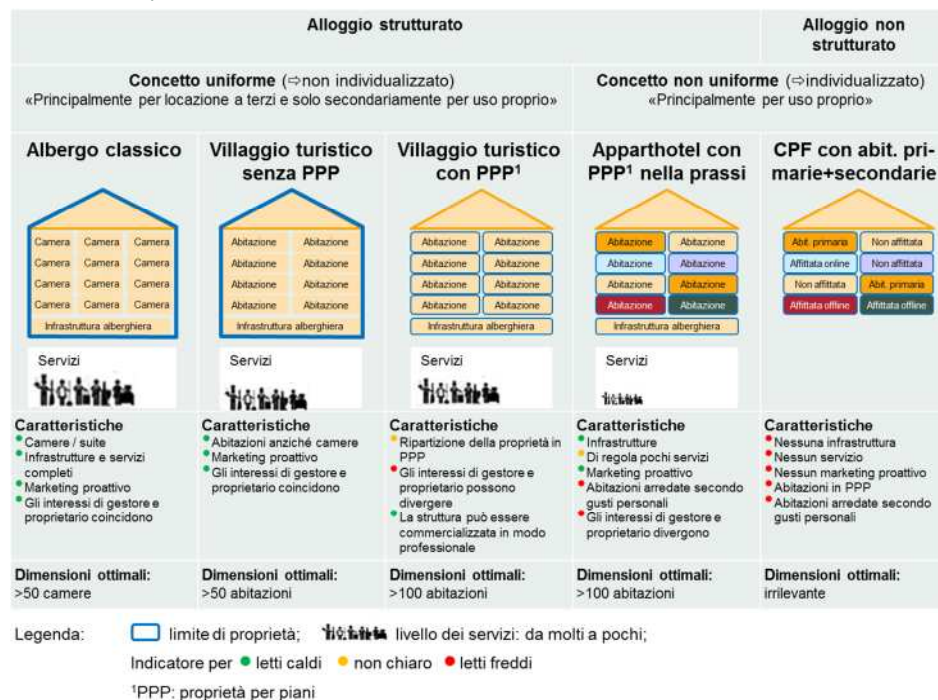 Alloggio strutturato
Alloggio non
strutturato
Concetto uniforme (⇨non individualizzato)
«Principalmente per locazione a terzi e solo secondariamente per uso proprio»
Concetto non uniforme (⇨individualizzato)
«Principalmente per uso proprio»
Albergo classico
Camera Camera Camera
Camera Camera Camera
Camera Camera Camera
Camera Camera Camera
Infrastruttura alberghiera
Servizi
Villaggio turistico
senza PPP
Abitazione Abitazione
Abitazione Abitazione
Abitazione Abitazione
Abitazione Abitazione
Infrastruttura alberghiera
Servizi
Villaggio turistico
con PPP¹
Abitazione Abitazione
Abitazione Abitazione
Abitazione Abitazione
Abitazione Abitazione
Infrastruttura alberghiera
Servizi
Apparthotel con
PPP¹ nella prassi
Abitazione Abitazione
Abitazione Abitazione
Abitazione Abitazione
Abitazione Abitazione
Infrastruttura alberghiera
Servizi
CPF con abit. pri-
marie+secondarie
Abit. primaria Non affittata
Affittata online Non affittata
Non affittata Abit. primaria
Affittata offline Affittata offline
Caratteristiche
Camere / suite
Infrastrutture e servizi
completi
Marketing proattivo
Gli interessi di gestore e
proprietario coincidono
Caratteristiche
Abitazioni anziché camere
Marketing proattivo
Gli interessi di gestore e
proprietario coincidono
Caratteristiche
Ripartizione della proprietà in
PPP
Gli interessi di gestore e
proprietario possono
divergere
La struttura può essere
commercializzata in modo
professionale
Caratteristiche
Infrastrutture
Di regola pochi servizi
Marketing proattivo
Abitazioni arredate secondo
gusti personali
Gli interessi di gestore e
proprietario divergono
Caratteristiche
Nessuna infrastruttura
Nessun servizio
Nessun marketing proattivo
Abitazioni in PPP
Abitazioni arredate secondo
gusti personali
Dimensioni ottimali:
>50 camere
Dimensioni ottimali:
>50 abitazioni
Dimensioni ottimali:
>100 abitazioni
Dimensioni ottimali:
>100 abitazioni
Dimensioni ottimali:
irrilevante
Legenda: limite di proprietà; livello dei servizi: da molti a pochi;
Indicatore per letti caldi non chiaro letti freddi
¹PPP: proprietà per piani